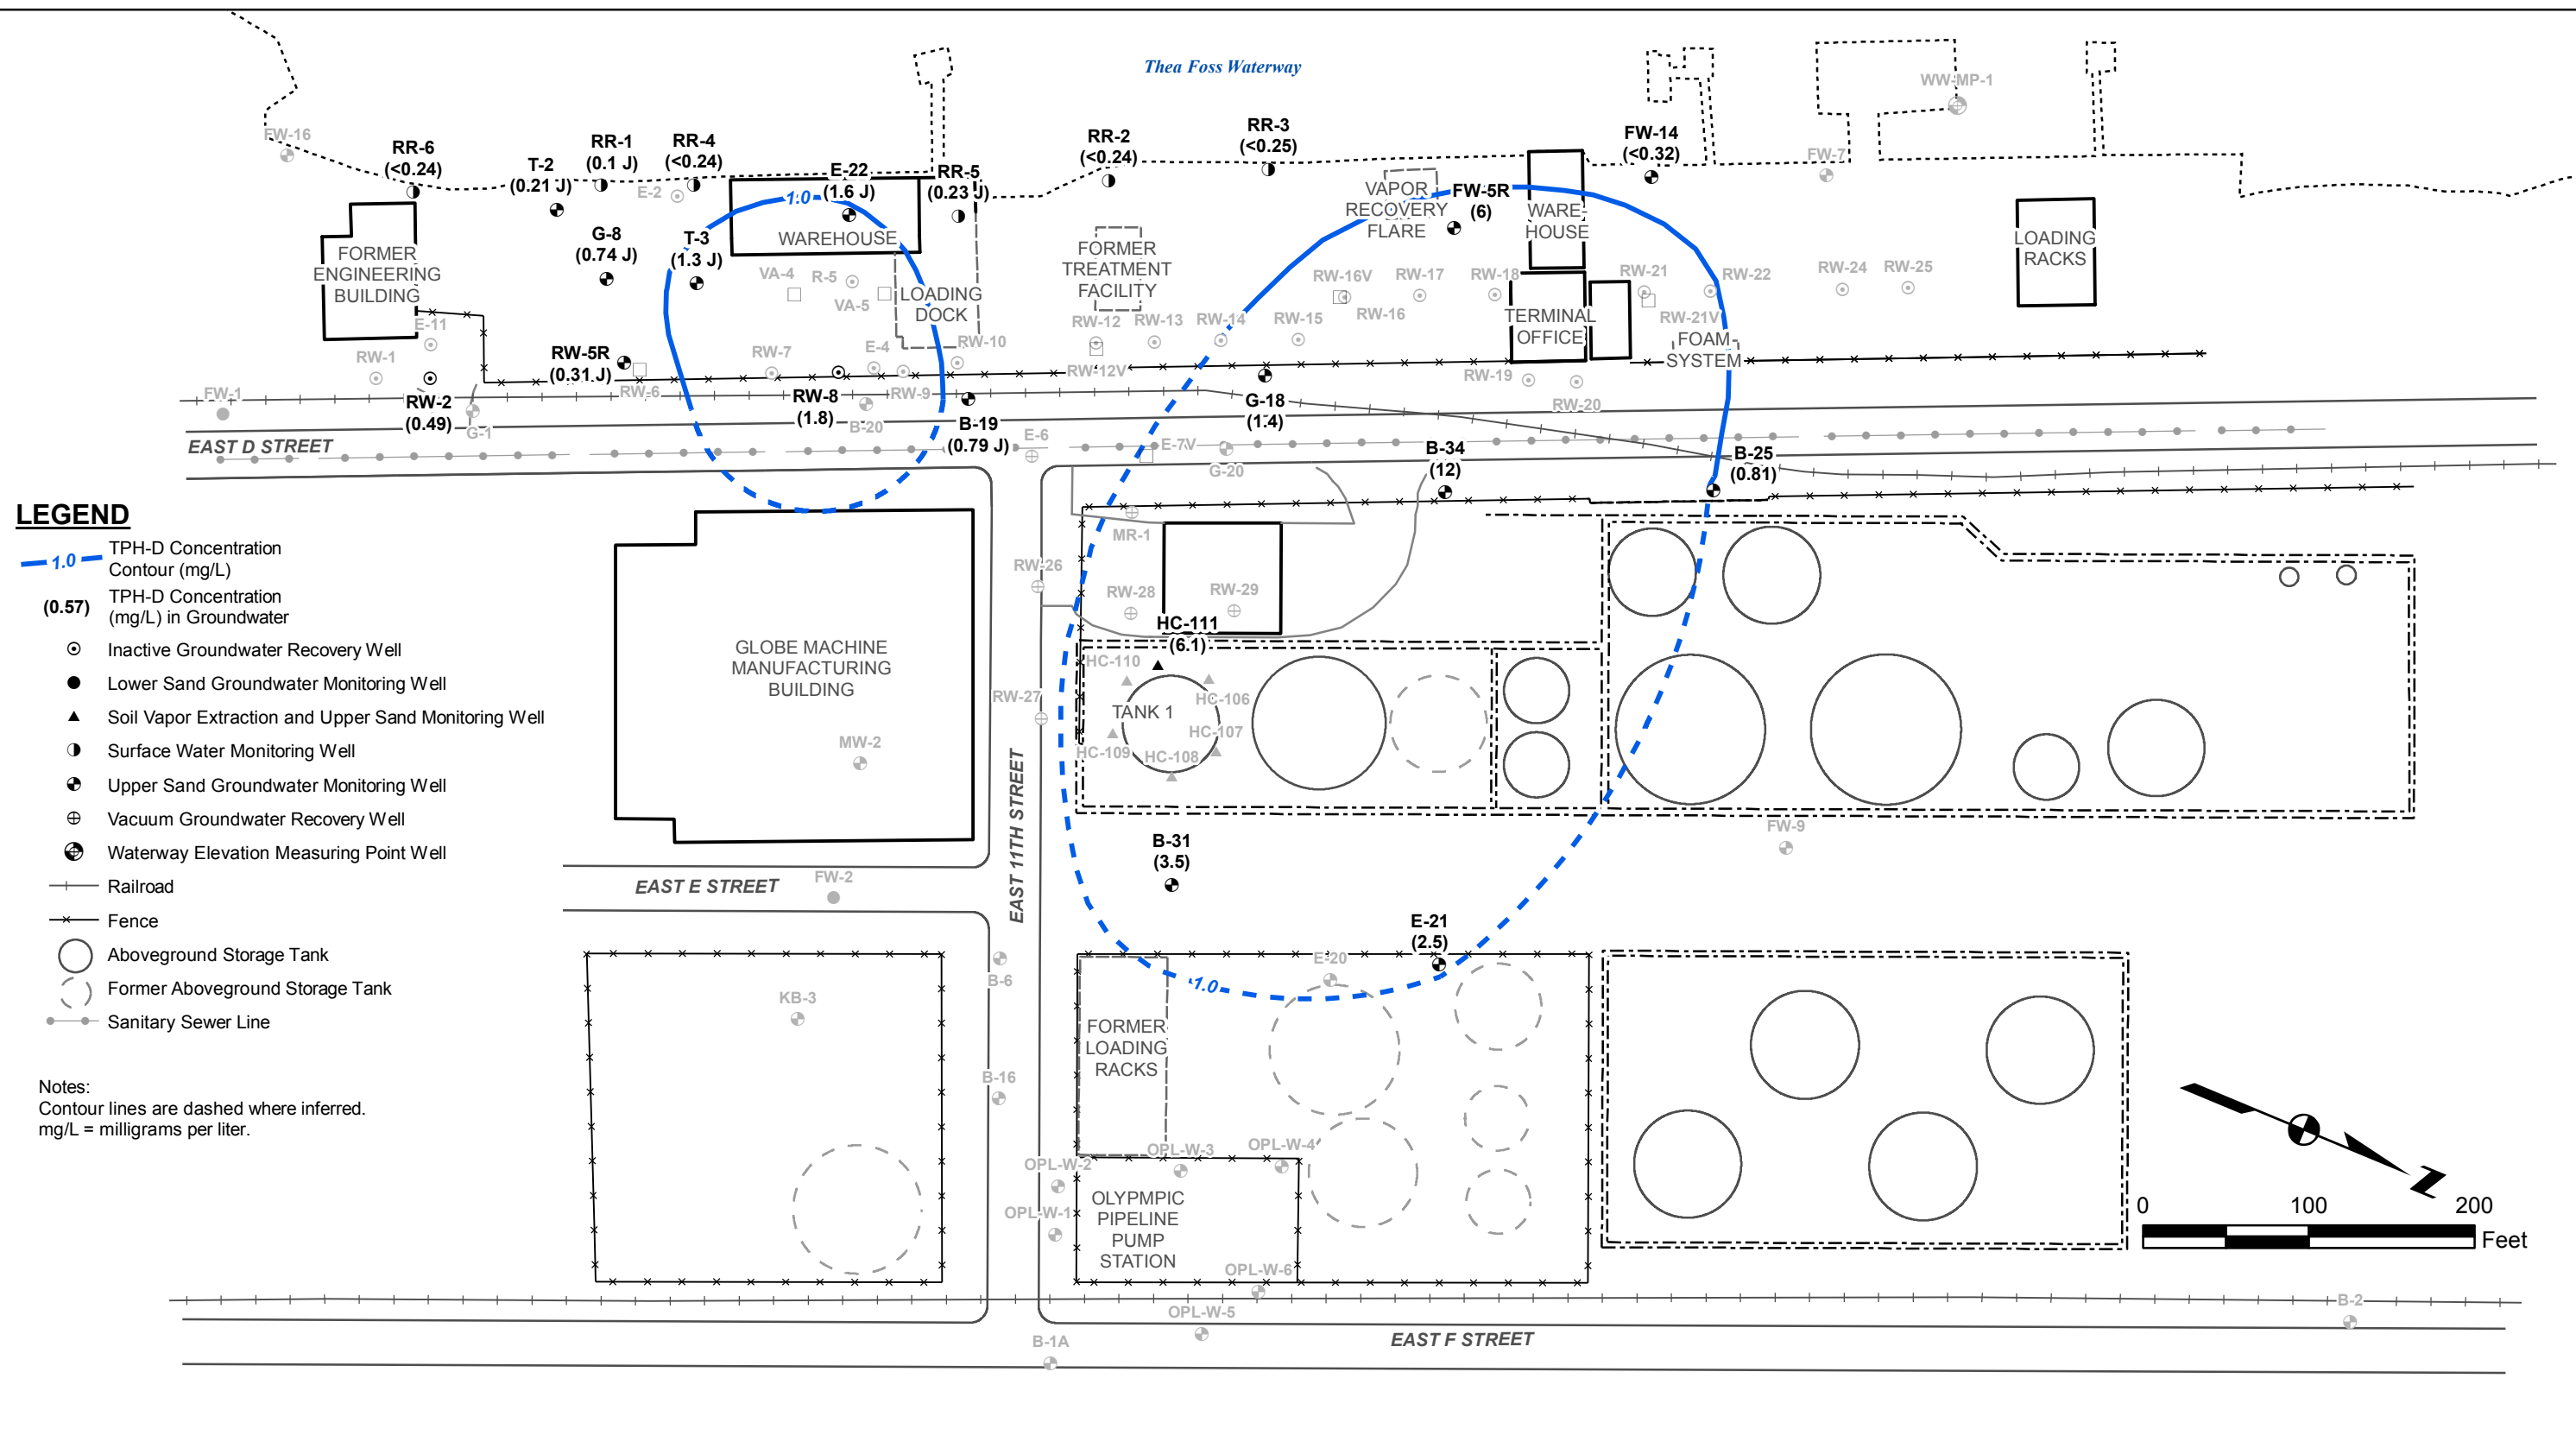 Thea Foss Waterway
WW-MP-1
FW-16
RR-6
(<0.24)
T-2
(0.21 J)
RR-1
(0.1 J)
RR-4
(<0.24)
E-2
E-22
(1.6 J)
RR-5
(0.23 J)
RR-2
(<0.24)
RR-3
(<0.25)
FW-14
(<0.32)
FW-7
1.0
WAREHOUSE
G-8
(0.74 J)
T-3
(1.3 J)
VAPOR
RECOVERY
FLARE
FW-5R
(6)
WARE-
HOUSE
LOADING
RACKS
FORMER
ENGINEERING
BUILDING
FORMER
TREATMENT
FACILITY
VA-4
R-5
VA-5
LOADING
DOCK
RW-16V
RW-17
RW-18
RW-21
RW-22
RW-24
RW-25
E-11
RW-1
RW-12
RW-13
RW-14
RW-15
RW-16
TERMINAL
OFFICE
RW-21V
FOAM
SYSTEM
RW-5R
(0.31 J)
RW-6
RW-7
E-4
RW-10
RW-12V
RW-19
RW-20
FW-1
RW-2
(0.49)
G-1
RW-8
(1.8)
RW-9
B-20
B-19
(0.79 J)
E-6
E-7V
G-20
G-18
(1.4)
B-34
(12)
B-25
(0.81)
EAST D STREET
LEGEND
1.0
TPH-D Concentration
Contour (mg/L)
(0.57)
TPH-D Concentration
(mg/L) in Groundwater
Inactive Groundwater Recovery Well
Lower Sand Groundwater Monitoring Well
Soil Vapor Extraction and Upper Sand Monitoring Well
Surface Water Monitoring Well
Upper Sand Groundwater Monitoring Well
Vacuum Groundwater Recovery Well
Waterway Elevation Measuring Point Well
Railroad
Fence
Aboveground Storage Tank
Former Aboveground Storage Tank
Sanitary Sewer Line
Notes:
Contour lines are dashed where inferred.
mg/L = milligrams per liter.
MR-1
RW-26
RW-28
RW-29
HC-111
(6.1)
HC-110
HC-106
TANK 1
HC-107
HC-109
HC-108
RW-27
GLOBE MACHINE
MANUFACTURING
BUILDING
MW-2
EAST 11TH STREET
EAST E STREET
FW-2
B-31
(3.5)
FW-9
E-21
(2.5)
E-20
1.0
B-6
KB-3
FORMER
LOADING
RACKS
B-16
OPL-W-2
OPL-W-3
OPL-W-4
OPL-W-1
OLYPMPIC
PIPELINE
PUMP
STATION
OPL-W-6
OPL-W-5
B-1A
B-2
EAST F STREET
N
0 100 200
Feet